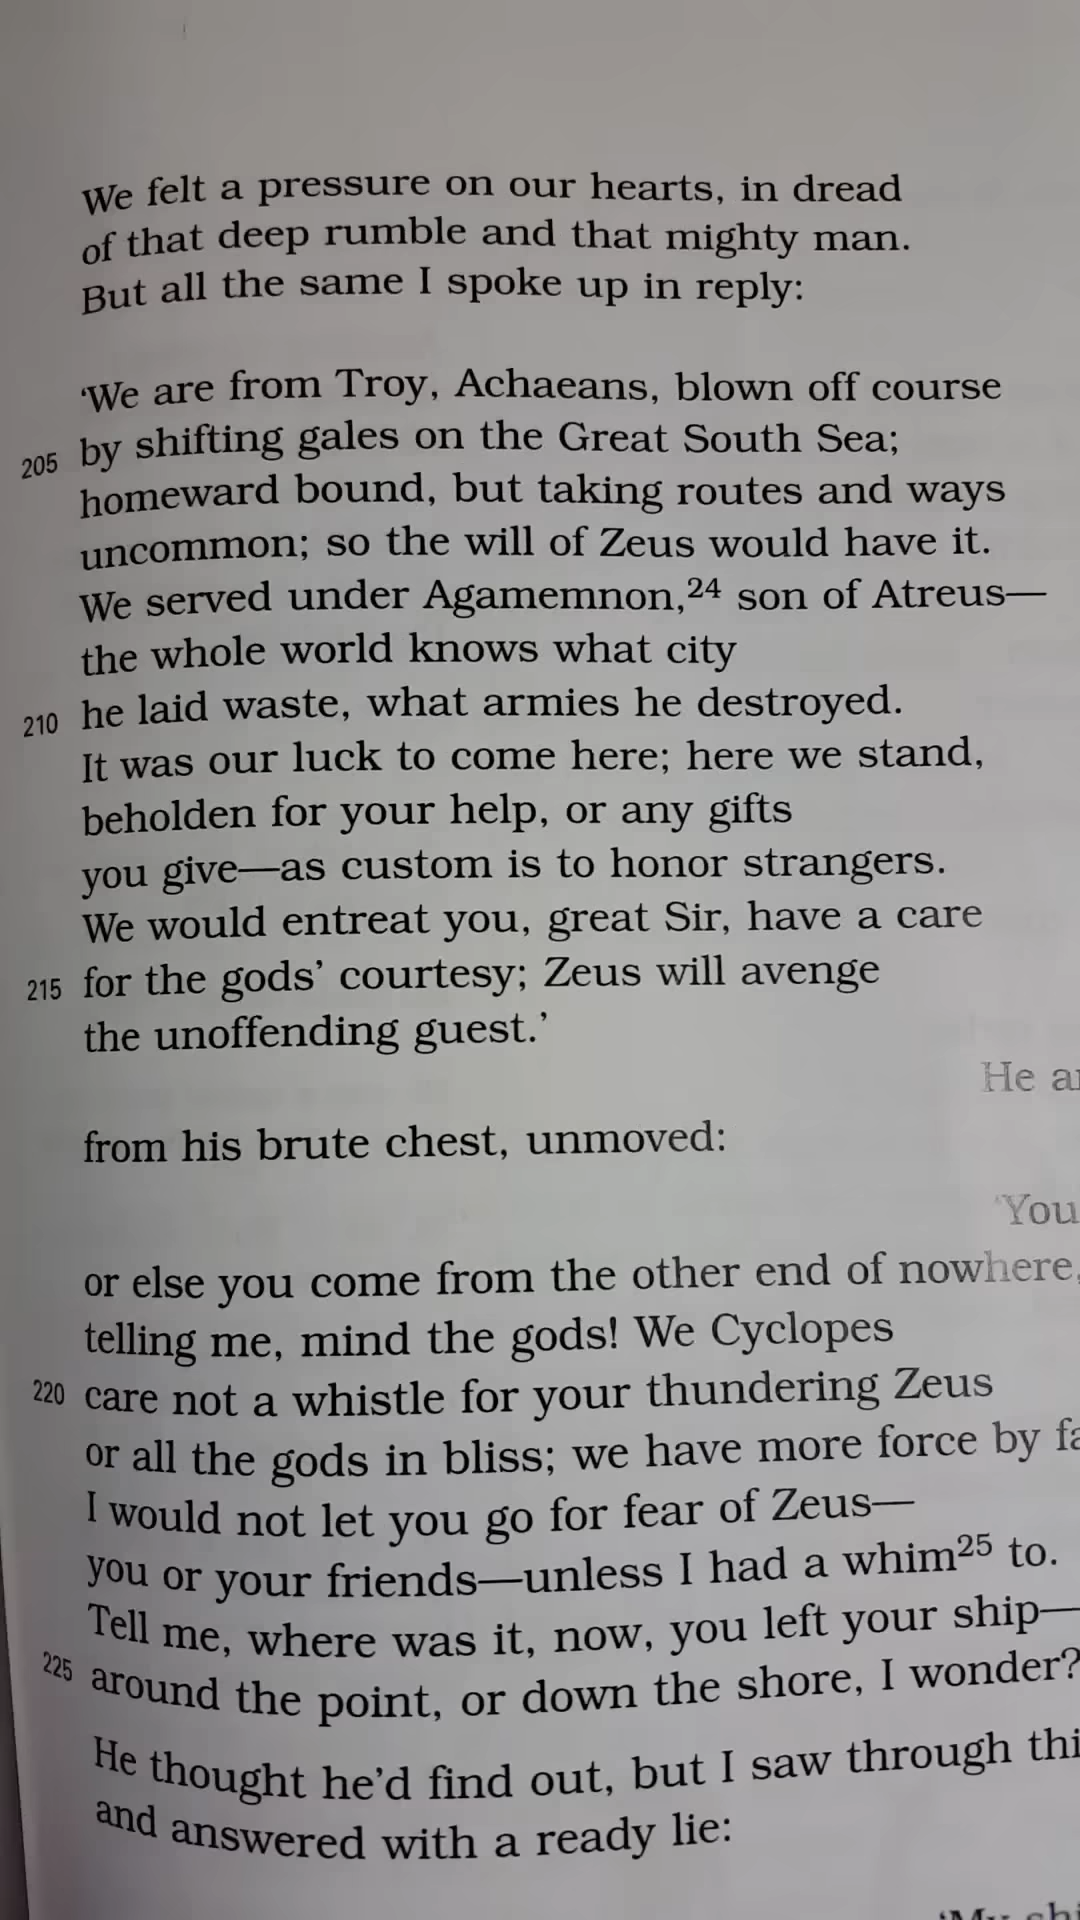 We felt a pressure on our hearts, in dread
of that deep rumble and that mighty man.
But all the same I spoke up in reply:
‘We are from Troy, Achaeans, blown off course
205 by shifting gales on the Great South Sea;
homeward bound, but taking routes and ways
uncommon; so the will of Zeus would have it.
We served under Agamemnon,²⁴ son of Atreus—
the whole world knows what city
210 he laid waste, what armies he destroyed.
It was our luck to come here; here we stand,
beholden for your help, or any gifts
you give—as custom is to honor strangers.
We would entreat you, great Sir, have a care
215 for the gods’ courtesy; Zeus will avenge
the unoffending guest.’
He
from his brute chest, unmoved:
‘You
or else you come from the other end of nowhere,
telling me, mind the gods! We Cyclopes
220 care not a whistle for your thundering Zeus
or all the gods in bliss; we have more force by
I would not let you go for fear of Zeus—
you or your friends—unless I had a whim²⁵ to.
Tell me, where was it, now, you left your ship—
225 around the point, or down the shore, I wonder?
He thought he’d find out, but I saw through
and answered with a ready lie:
‘My